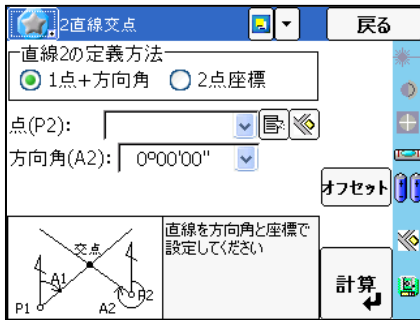 2直線交点
戻る
直線2の定義方法
1点+方向角 2点座標
点(P2):
方向角(A2): 0°00'00"
オフセット
交点
A1
P1
A2
P2
直線を方向角と座標で
設定してください
計算